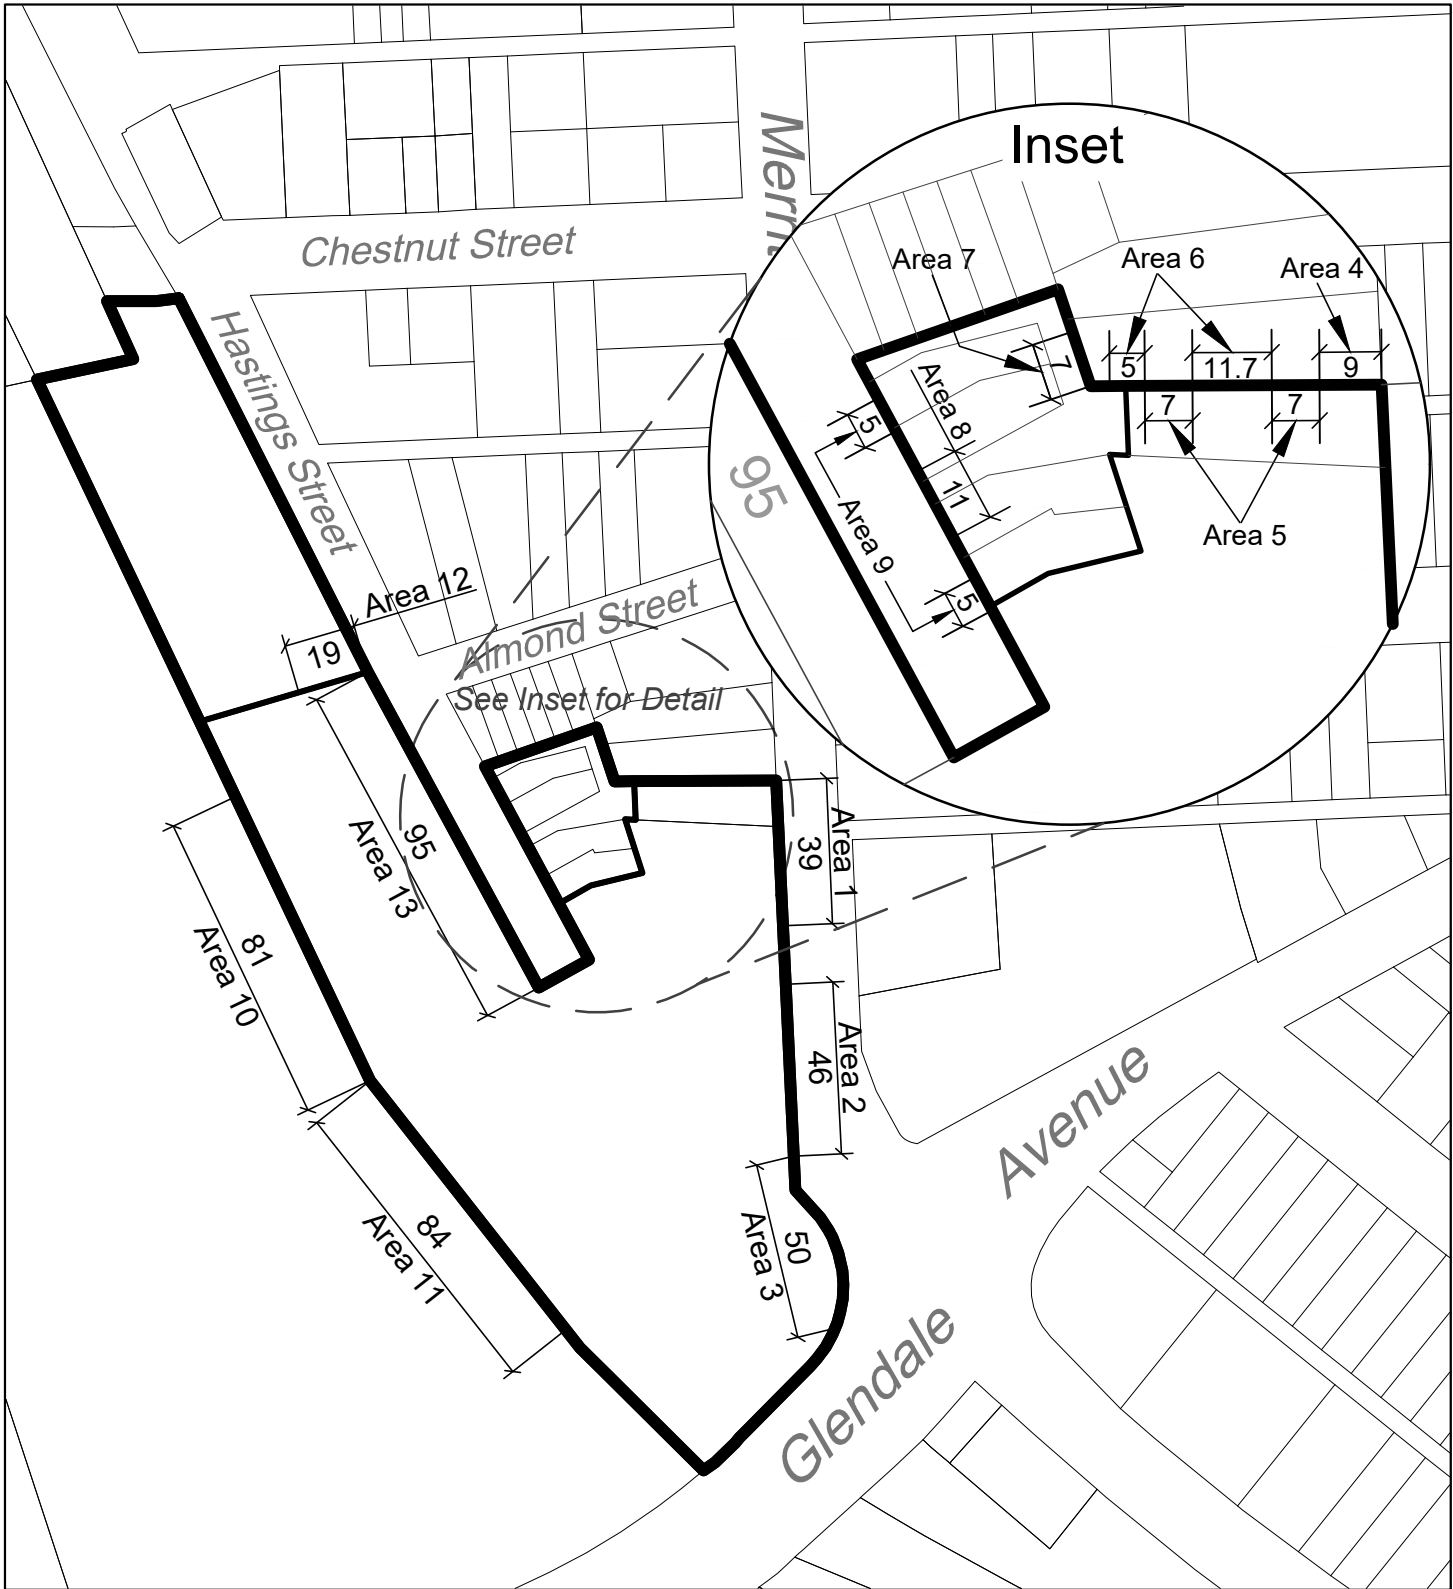 Inset
Merri
Chestnut Street
Area 7
Area 6
Area 4
5
11.7
9
7
7
7
Area 5
Area 8
11
5
Area 9
5
95
Hastings Street
Area 12
19
Almond Street
See Inset for Detail
95
Area 13
Area 1
39
Area 2
46
81
Area 10
50
Area 3
84
Area 11
Glendale
Avenue